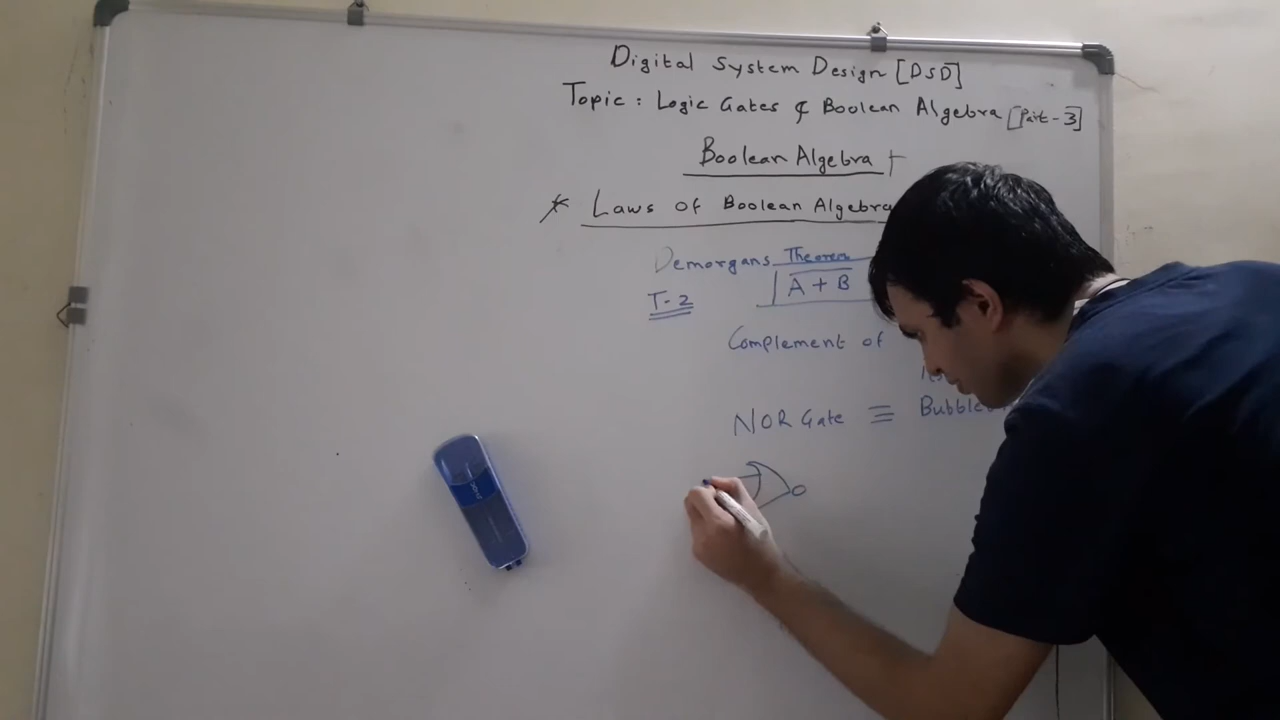 Digital System Design [DSD]
Topic : Logic Gates & Boolean Algebra [Part-3]
Boolean Algebra
* Laws of Boolean Algebra
Demorgans Theorem
T-2 A + B
Complement of
NOR Gate ≡ Bubble